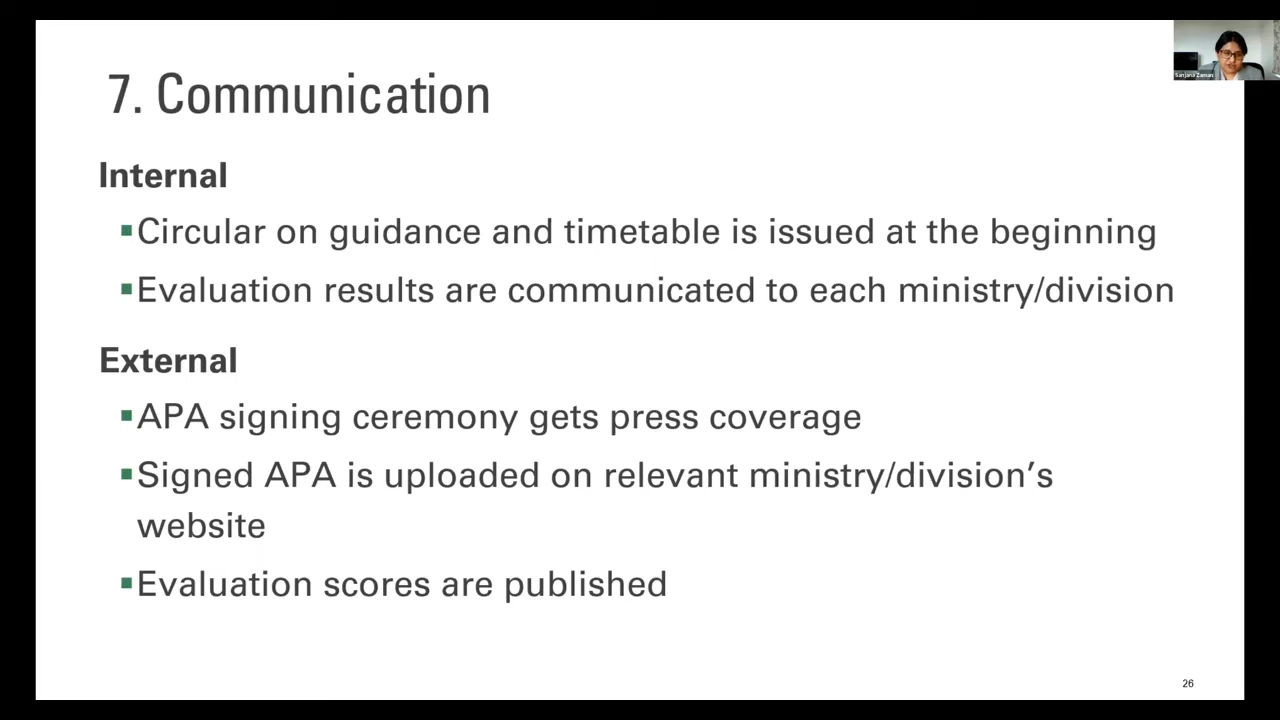 7. Communication
Sanjana Zaman
Internal
▪Circular on guidance and timetable is issued at the beginning
▪Evaluation results are communicated to each ministry/division
External
▪APA signing ceremony gets press coverage
▪Signed APA is uploaded on relevant ministry/division’s
website
▪Evaluation scores are published
26